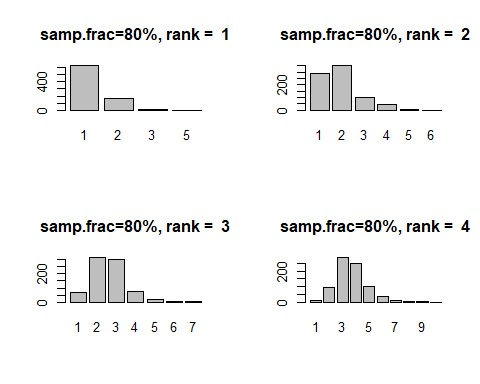 samp.frac=80%, rank = 1
0 400
1 2 3 5
samp.frac=80%, rank = 2
0 200
1 2 3 4 5 6
samp.frac=80%, rank = 3
0 200
1 2 3 4 5 6 7
samp.frac=80%, rank = 4
0 200
1 3 5 7 9